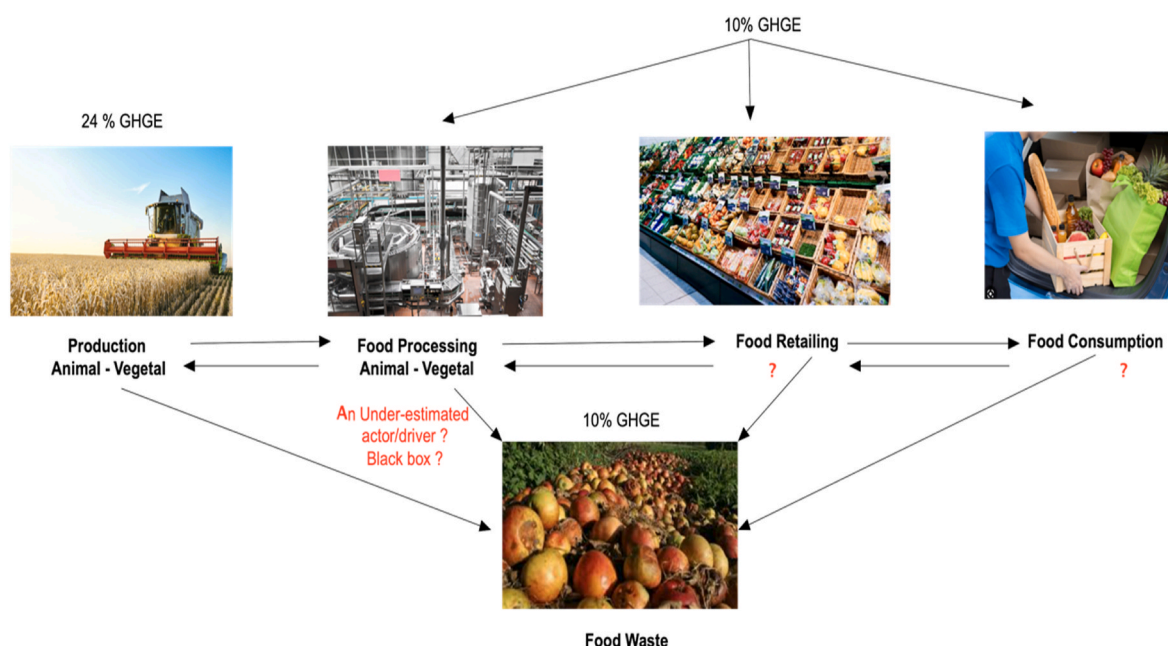 10% GHGE
24 % GHGE
Production
Animal - Vegetal
Food Processing
Animal - Vegetal
Food Retailing
?
Food Consumption
?
An Under-estimated
actor/driver ?
Black box ?
10% GHGE
Food Waste